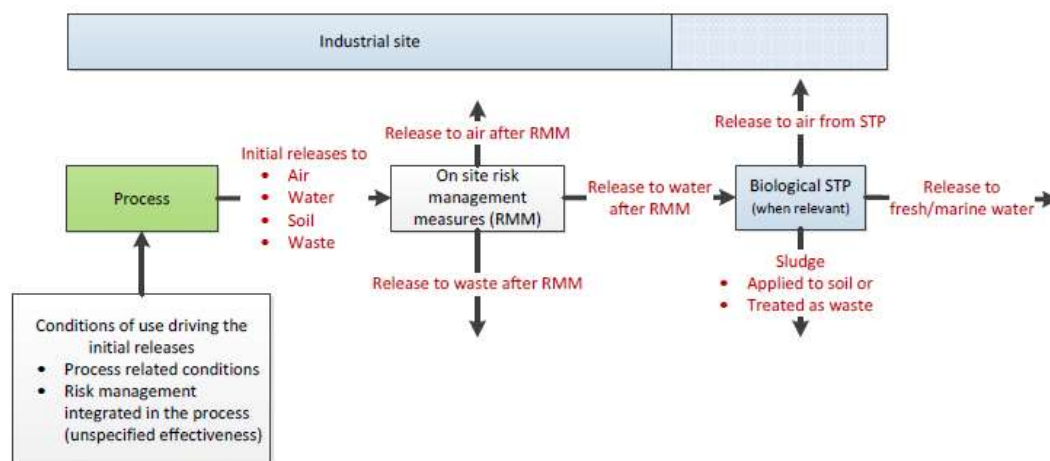 Industrial site
Release to air after RMM
Release to air from STP
Process
Initial releases to
• Air
• Water
• Soil
• Waste
On site risk
management
measures (RMM)
Release to water
after RMM
Biological STP
(when relevant)
Release to
fresh/marine water
Release to waste after RMM
Sludge
• Applied to soil or
• Treated as waste
Conditions of use driving the
initial releases
• Process related conditions
• Risk management
integrated in the process
(unspecified effectiveness)